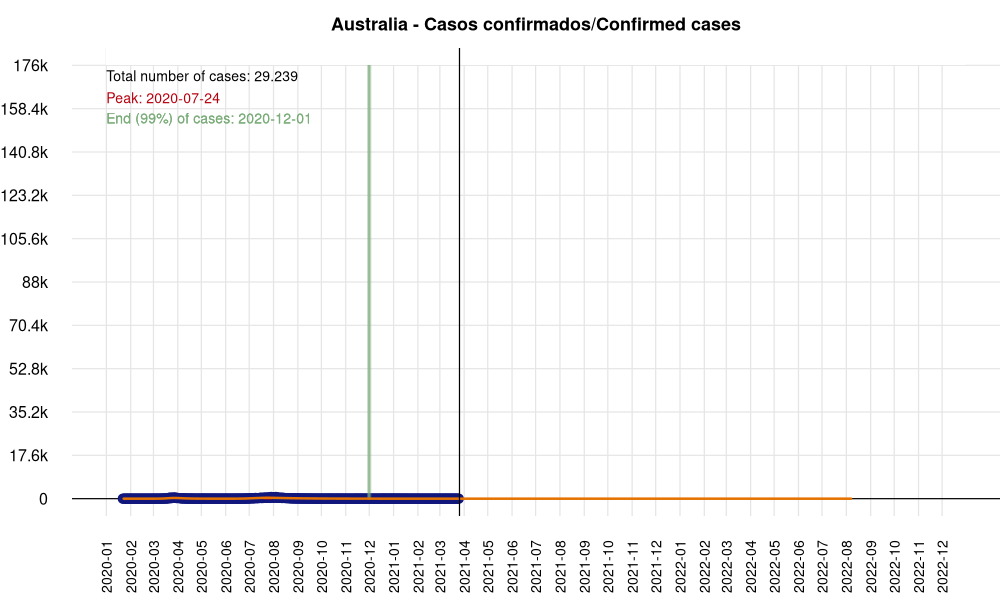 Australia - Casos confirmados/Confirmed cases
176k
Total number of cases: 29.239
Peak: 2020-07-24
158.4k
End (99%) of cases: 2020-12-01
140.8k
123.2k
105.6k
88k
70.4k
52.8k
35.2k
17.6k
0
2020-01
2020-02
2020-03
2020-04
2020-05
2020-06
2020-07
2020-08
2020-09
2020-10
2020-11
2020-12
2021-01
2021-02
2021-03
2021-04
2021-05
2021-06
2021-07
2021-08
2021-09
2021-10
2021-11
2021-12
2022-01
2022-02
2022-03
2022-04
2022-05
2022-06
2022-07
2022-08
2022-09
2022-10
2022-11
2022-12